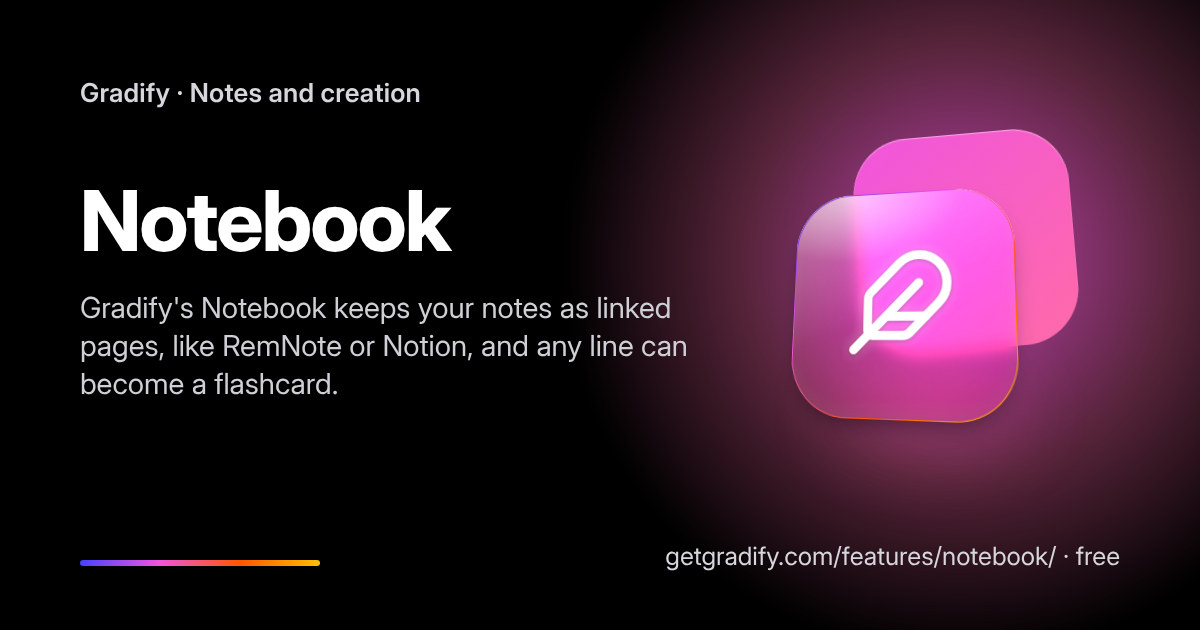 Gradify · Notes and creation
Notebook
Gradify's Notebook keeps your notes as linked
pages, like RemNote or Notion, and any line can
become a flashcard.
getgradify.com/features/notebook/ · free